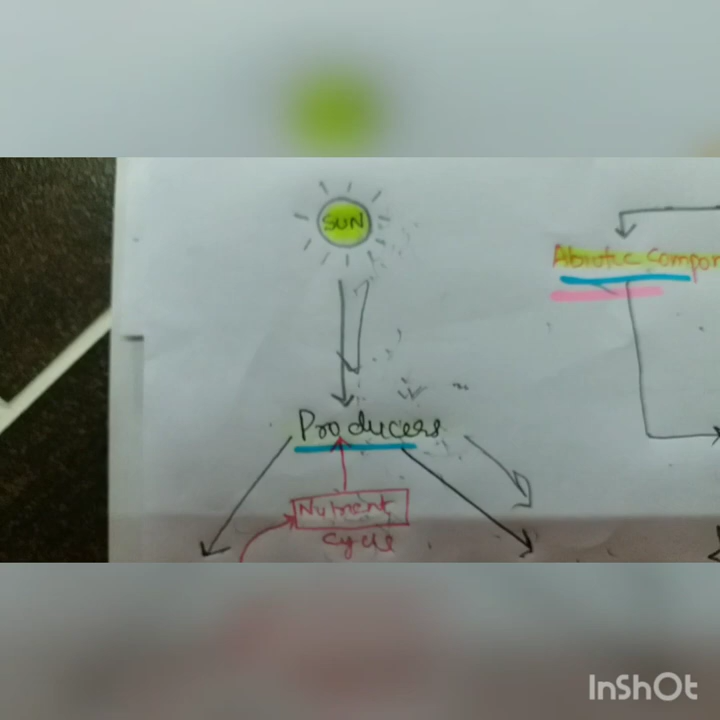 SUN
Abiotic compon
Producers
Nutrient
cycle
InShOt